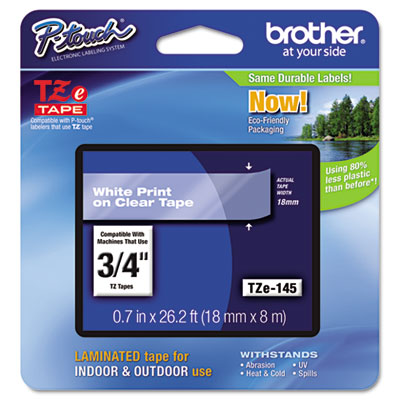 P-touch
ELECTRONIC LABELING SYSTEM
brother
at your side
TZe
TAPE
Compatible with P-touch®
labelers that use TZ tape
Same Durable Labels!
Now!
Eco-Friendly
Packaging
Using 80%
less plastic
than before*!
White Print
on Clear Tape
ACTUAL
TAPE
WIDTH
18mm
Compatible With
Machines That Use
3/4"
TZ Tapes
TZe-145
0.7 in x 26.2 ft (18 mm x 8 m)
LAMINATED tape for
INDOOR & OUTDOOR use
WITHSTANDS
• Abrasion • UV
• Heat & Cold • Spills